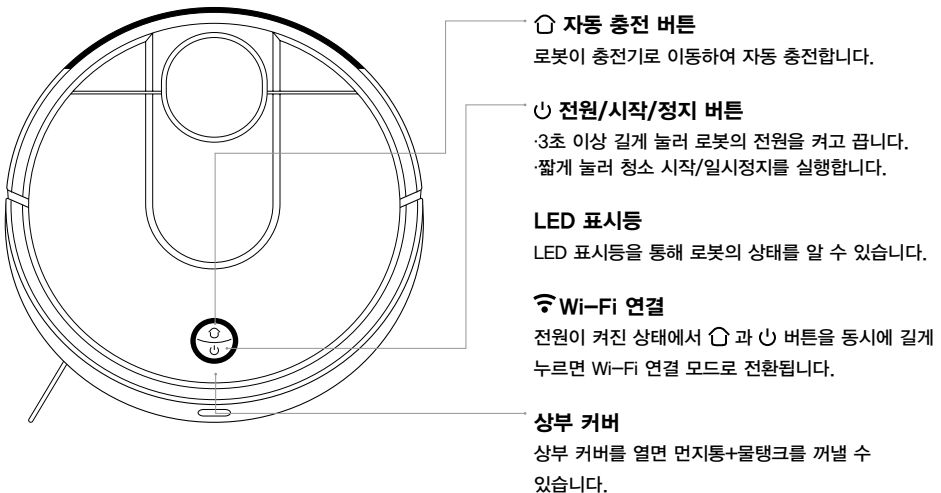 자동 충전 버튼
로봇이 충전기로 이동하여 자동 충전합니다.
전원/시작/정지 버튼
·3초 이상 길게 눌러 로봇의 전원을 켜고 끕니다.
·짧게 눌러 청소 시작/일시정지를 실행합니다.
LED 표시등
LED 표시등을 통해 로봇의 상태를 알 수 있습니다.
Wi–Fi 연결
전원이 켜진 상태에서 과 버튼을 동시에 길게
누르면 Wi–Fi 연결 모드로 전환됩니다.
상부 커버
상부 커버를 열면 먼지통+물탱크를 꺼낼 수
있습니다.